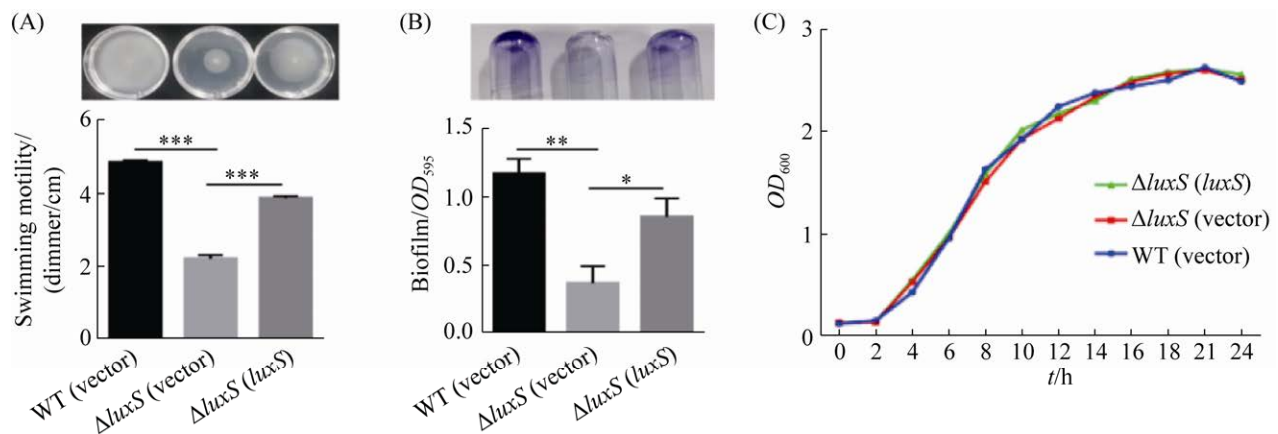 (A)
6
4
2
0
Swimming motility/
(dimmer/cm)
***
***
WT (vector)
ΔluxS (vector)
ΔluxS (luxS)
(B)
1.5
1.0
0.5
0.0
Biofilm/OD595
**
*
WT (vector)
ΔluxS (vector)
ΔluxS (luxS)
(C)
3
2
1
0
OD600
ΔluxS (luxS)
ΔluxS (vector)
WT (vector)
0 2 4 6 8 10 12 14 16 18 21 24
t/h